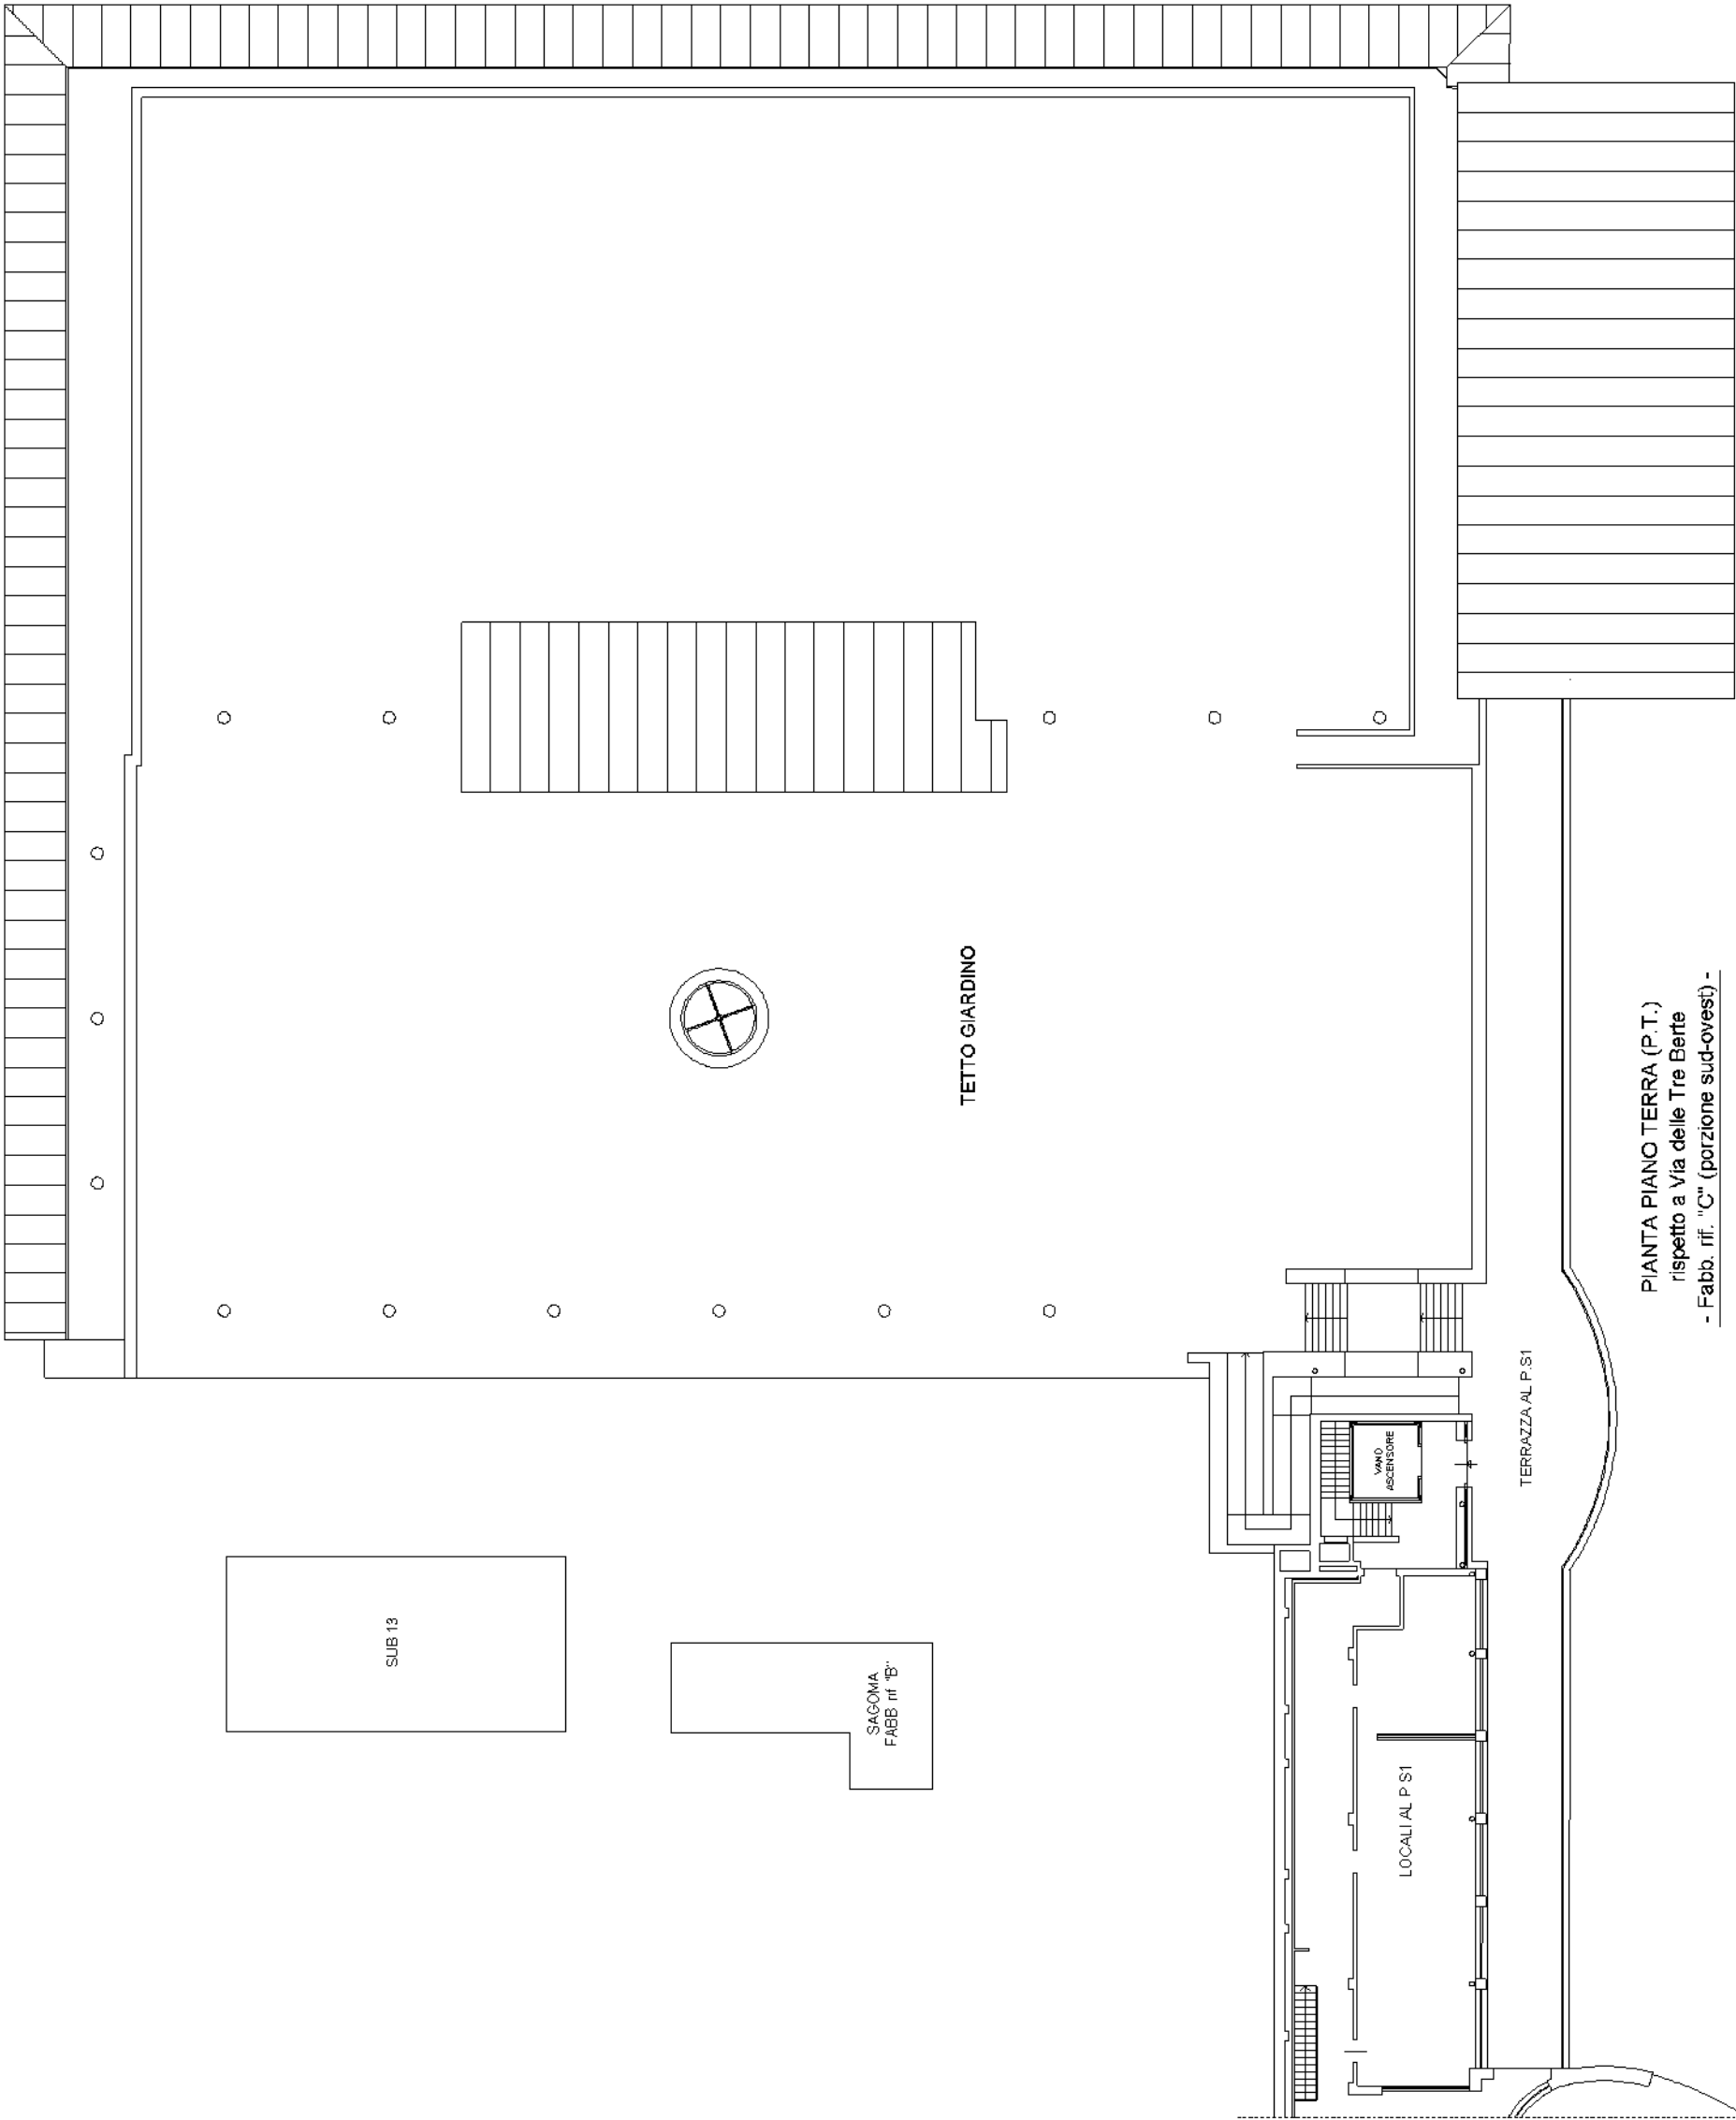 TETTO GIARDINO
SUB 13
SAGOMA
FABB rif "B"
VANO
ASCENSORE
TERRAZZA AL P.S1
LOCALI AL P S1
PIANTA PIANO TERRA (P.T.)
rispetto a Via delle Tre Berte
- Fabb. rif. "C" (porzione sud-ovest) -